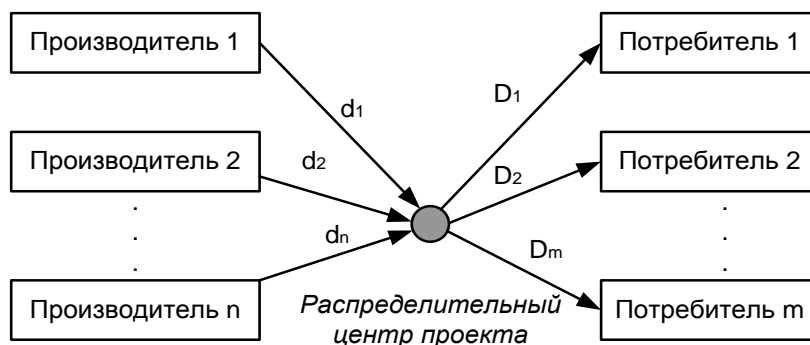 Производитель 1
Потребитель 1
d1
D1
Производитель 2
d2
D2
Потребитель 2
.
.
.
.
.
.
dn
Dm
Производитель n
Распределительный
центр проекта
Потребитель m